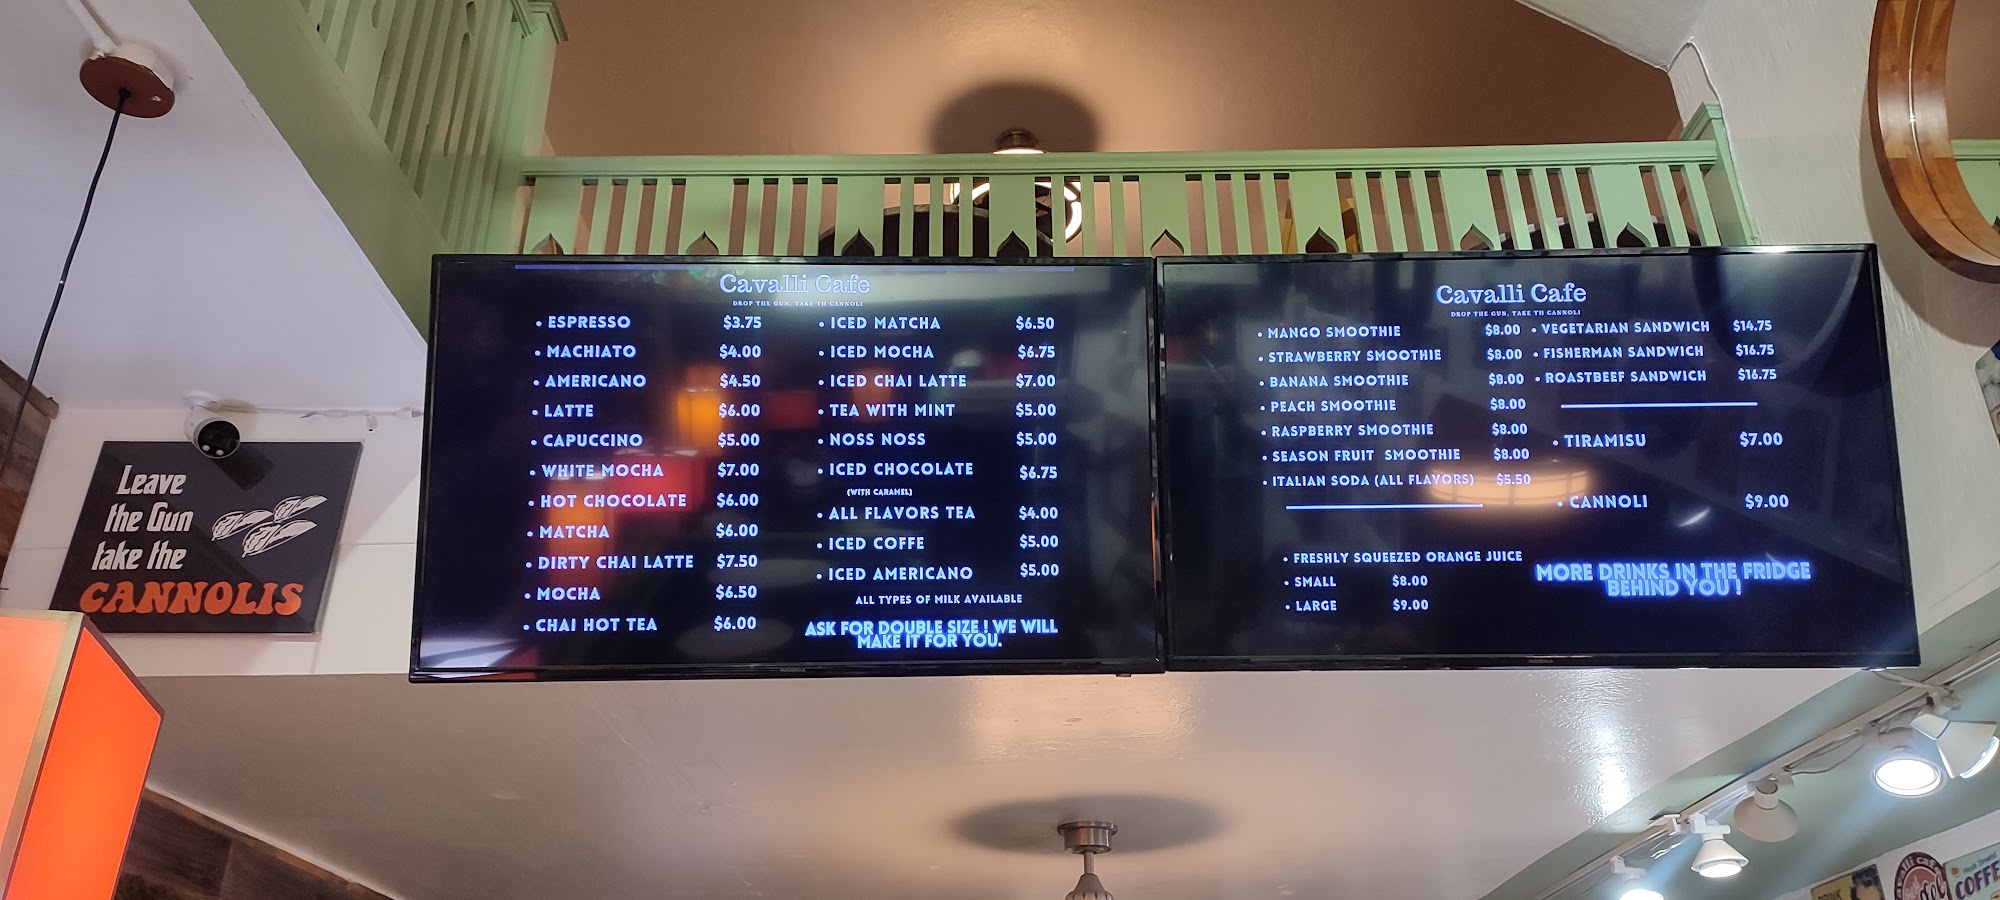 Leave
the Gun
take the
CANNOLIS
Cavalli Cafe
DROP THE GUN, TAKE TH CANNOLI
• ESPRESSO $3.75
• MACHIATO $4.00
• AMERICANO $4.50
• LATTE $6.00
• CAPUCCINO $5.00
• WHITE MOCHA $7.00
• HOT CHOCOLATE $6.00
• MATCHA $6.00
• DIRTY CHAI LATTE $7.50
• MOCHA $6.50
• CHAI HOT TEA $6.00
• ICED MATCHA $6.50
• ICED MOCHA $6.75
• ICED CHAI LATTE $7.00
• TEA WITH MINT $5.00
• NOSS NOSS $5.00
• ICED CHOCOLATE $6.75
(WITH CARAMEL)
• ALL FLAVORS TEA $4.00
• ICED COFFE $5.00
• ICED AMERICANO $5.00
ALL TYPES OF MILK AVAILABLE
ASK FOR DOUBLE SIZE ! WE WILL
MAKE IT FOR YOU.
INSIGNIA
Cavalli Cafe
DROP THE GUN, TAKE TH CANNOLI
• MANGO SMOOTHIE $8.00
• STRAWBERRY SMOOTHIE $8.00
• BANANA SMOOTHIE $8.00
• PEACH SMOOTHIE $8.00
• RASPBERRY SMOOTHIE $8.00
• SEASON FRUIT SMOOTHIE $8.00
• ITALIAN SODA (ALL FLAVORS) $5.50
• FRESHLY SQUEEZED ORANGE JUICE
• SMALL $8.00
• LARGE $9.00
• VEGETARIAN SANDWICH $14.75
• FISHERMAN SANDWICH $16.75
• ROASTBEEF SANDWICH $16.75
• TIRAMISU $7.00
• CANNOLI $9.00
MORE DRINKS IN THE FRIDGE
BEHIND YOU !
INSIGNIA